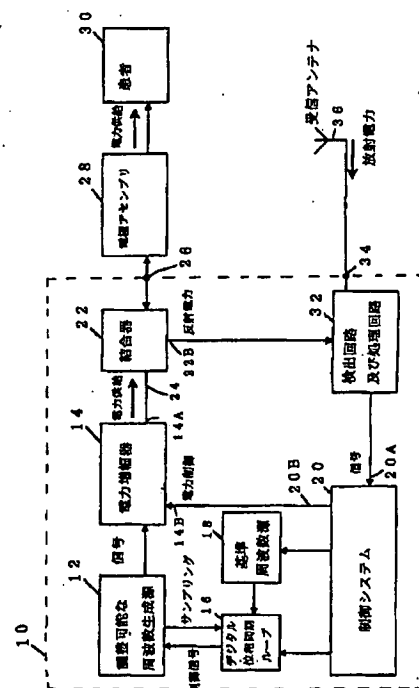 10
12
調整可能な
周波数生成源
信号
14
電力増幅器
14A
14B
電力供給
24
22
結合器
22B
反射電力
26
28
電極アセンブリ
電力供給
30
患者
サンプリング
制御信号
16
デジタル
位相同期
ループ
18
基準
周波数源
電力制御
20B
20
制御システム
信号
20A
32
検出回路
及び処理回路
34
受信アンテナ
36
放射電力